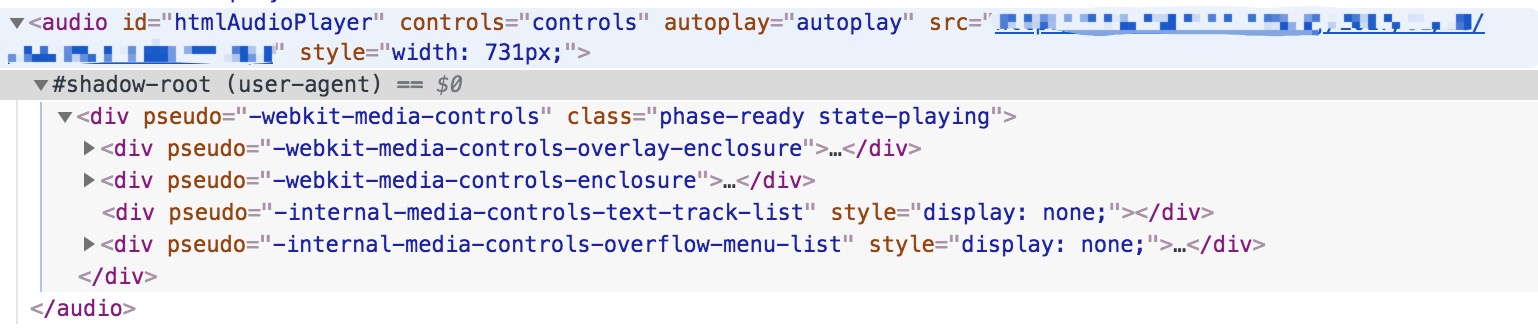 <audio id="htmlAudioPlayer" controls="controls" autoplay="autoplay" src="
" style="width: 731px;">
#shadow-root (user-agent) == $0
<div pseudo="-webkit-media-controls" class="phase-ready state-playing">
<div pseudo="-webkit-media-controls-overlay-enclosure">…</div>
<div pseudo="-webkit-media-controls-enclosure">…</div>
<div pseudo="-internal-media-controls-text-track-list" style="display: none;"></div>
<div pseudo="-internal-media-controls-overflow-menu-list" style="display: none;">…</div>
</div>
</audio>